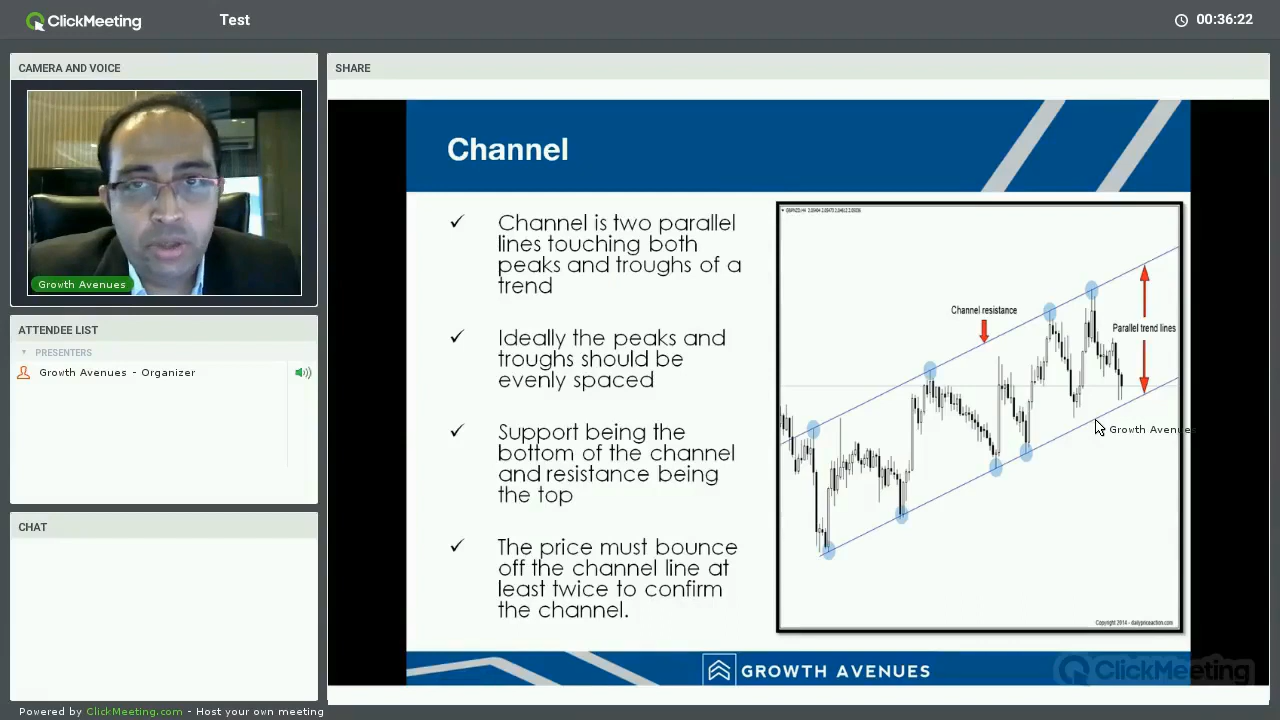 ClickMeeting
Test
00:36:22
CAMERA AND VOICE
SHARE
Growth Avenues
ATTENDEE LIST
PRESENTERS
Growth Avenues - Organizer
CHAT
Channel
Channel is two parallel
lines touching both
peaks and troughs of a
trend
Ideally the peaks and
troughs should be
evenly spaced
Support being the
bottom of the channel
and resistance being
the top
The price must bounce
off the channel line at
least twice to confirm
the channel.
Channel resistance
Parallel trend lines
Growth Avenues
Copyright 2014 - dailypriceaction.com
GROWTH AVENUES
ClickMeeting
Powered by ClickMeeting.com - Host your own meeting